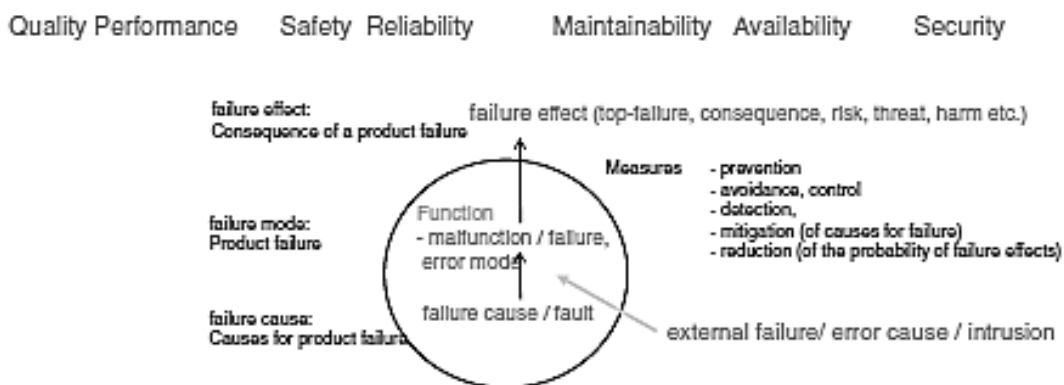 Quality Performance Safety Reliability Maintainability Availability Security
failure effect:
Consequence of a product failure
failure effect (top-failure, consequence, risk, threat, harm etc.)
Measures - prevention
- avoidance, control
- detection,
- mitigation (of causes for failure)
- reduction (of the probability of failure effects)
failure mode:
Product failure
Function
- malfunction / failure,
error mode
failure cause:
Causes for product failure
failure cause / fault
external failure/ error cause / intrusion